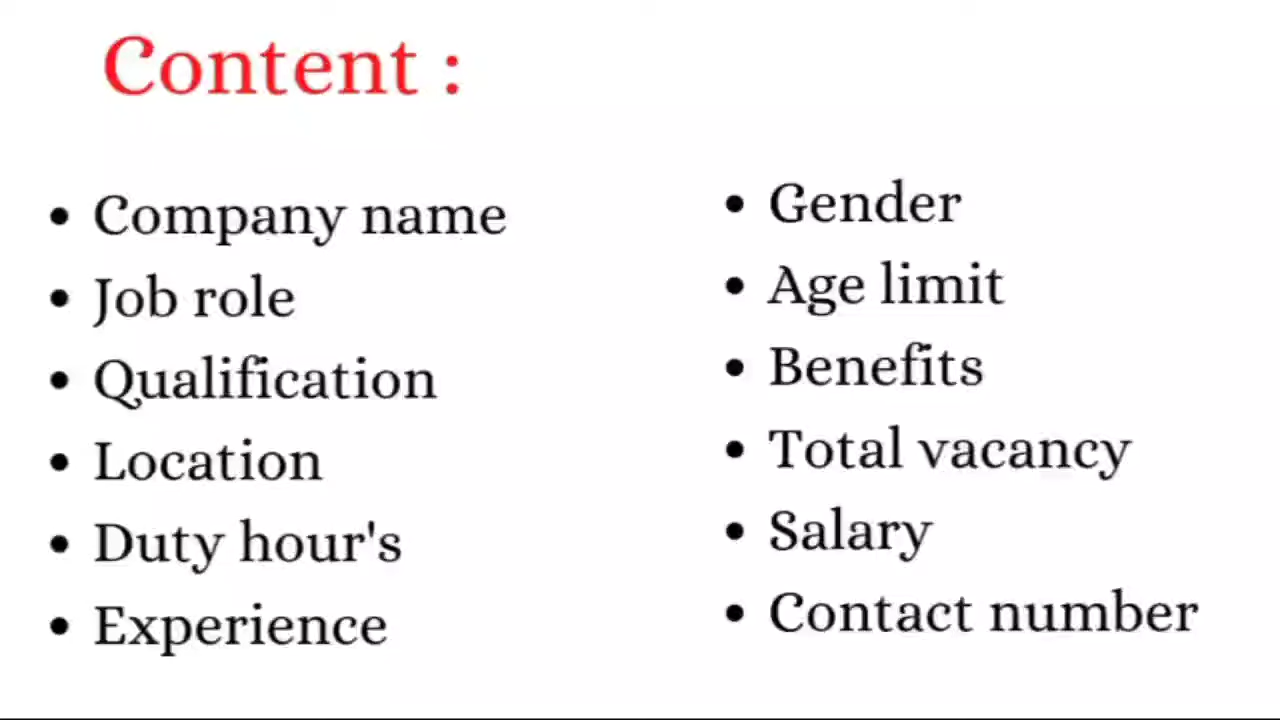 Content :
• Company name
• Job role
• Qualification
• Location
• Duty hour's
• Experience
• Gender
• Age limit
• Benefits
• Total vacancy
• Salary
• Contact number